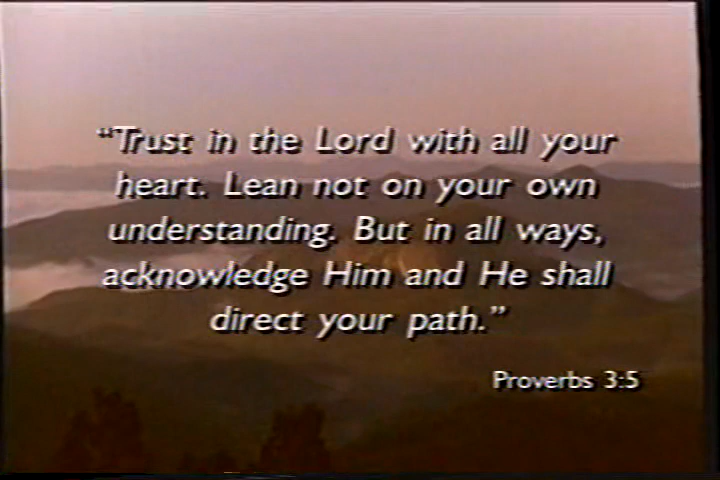 “Trust in the Lord with all your
heart. Lean not on your own
understanding. But in all ways,
acknowledge Him and He shall
direct your path.”
Proverbs 3:5